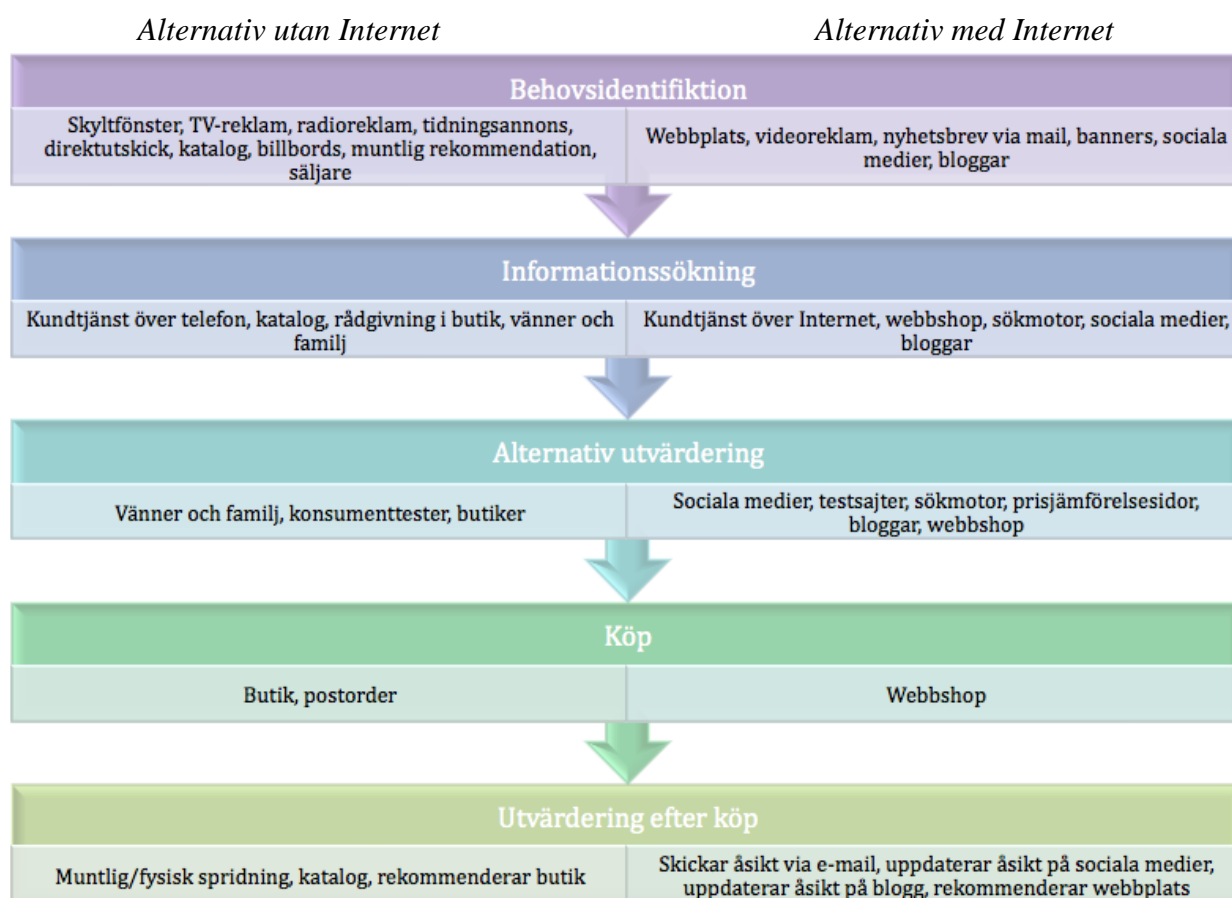 Alternativ utan Internet
Alternativ med Internet
Behovsidentifiktion
Skyltfönster, TV-reklam, radioreklam, tidningsannons,
direktutskick, katalog, billbords, muntlig rekommendation,
säljare
Webbplats, videoreklam, nyhetsbrev via mail, banners, sociala
medier, bloggar
Informationssökning
Kundtjänst över telefon, katalog, rådgivning i butik, vänner och
familj
Kundtjänst över Internet, webbshop, sökmotor, sociala medier,
bloggar
Alternativ utvärdering
Vänner och familj, konsumenttester, butiker
Sociala medier, testsajter, sökmotor, prisjämförelsesidor,
bloggar, webbshop
Köp
Butik, postorder
Webbshop
Utvärdering efter köp
Muntlig/fysisk spridning, katalog, rekommenderar butik
Skickar åsikt via e-mail, uppdaterar åsikt på sociala medier,
uppdaterar åsikt på blogg, rekommenderar webbplats